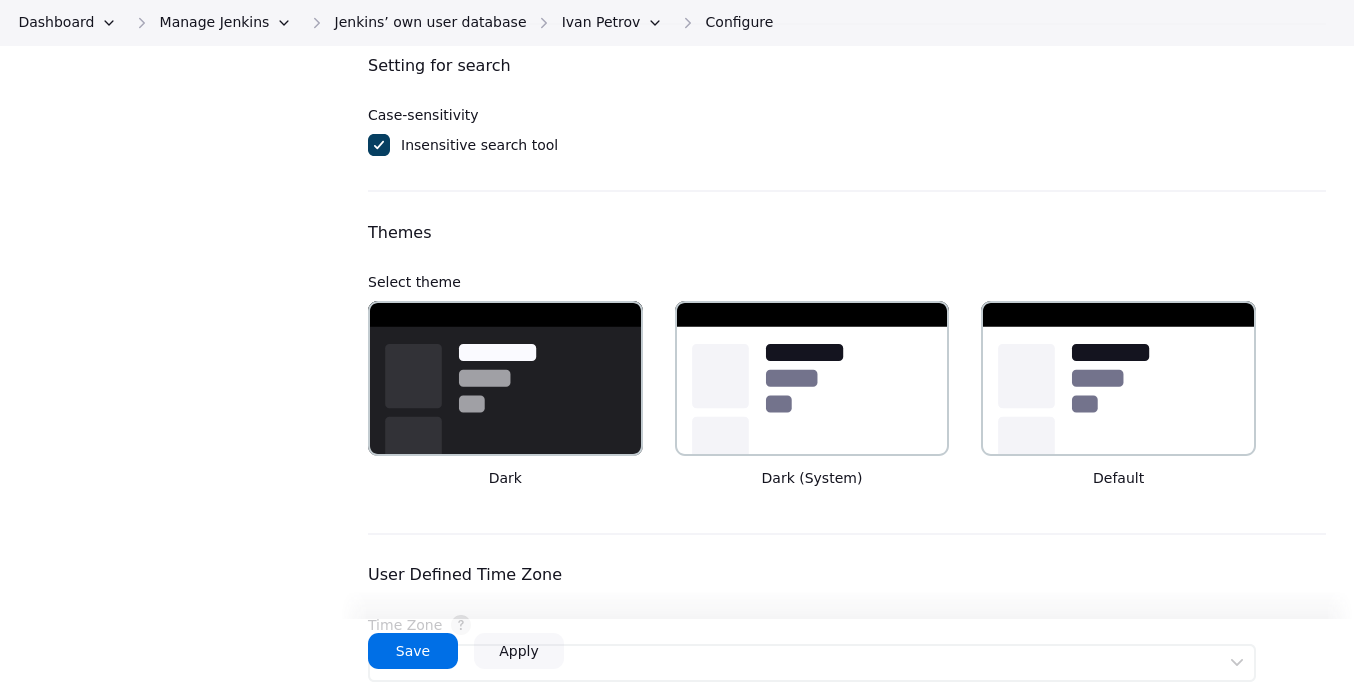 Dashboard Manage Jenkins Jenkins’ own user database Ivan Petrov Configure
Setting for search
Case-sensitivity
Insensitive search tool
Themes
Select theme
Dark Dark (System) Default
User Defined Time Zone
Time Zone ?
Save Apply